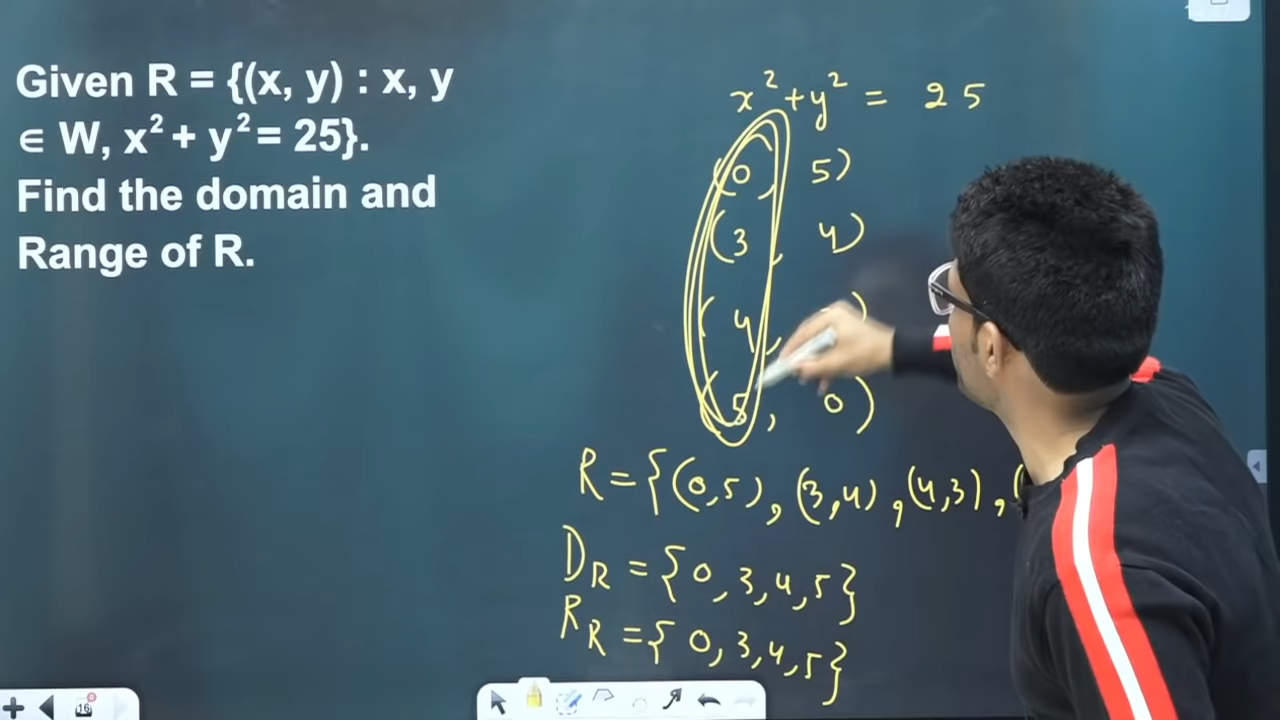 Given R = {(x, y) : x, y
∈ W, x² + y² = 25}.
Find the domain and
Range of R.
x² + y² = 25
(0, 5)
(3, 4)
(4, )
(5, 0)
R = {(0,5), (3,4), (4,3), (
D_R = {0, 3, 4, 5}
R_R = {0, 3, 4, 5}
16